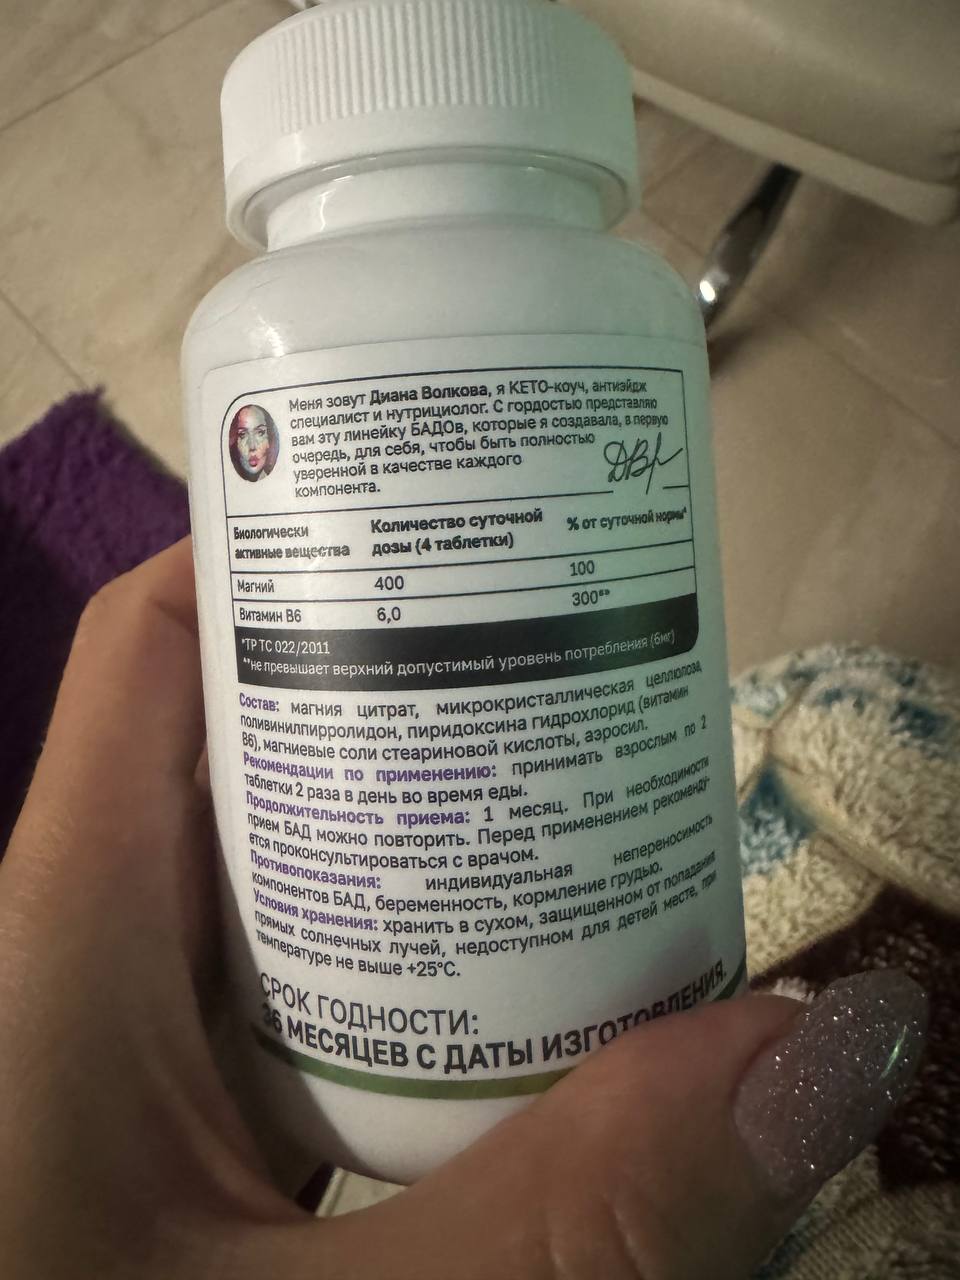 Меня зовут Диана Волкова, я КЕТО-коуч, антиэйдж
специалист и нутрициолог. С гордостью представляю
вам эту линейку БАДОв, которые я создавала, в первую
очередь, для себя, чтобы быть полностью
уверенной в качестве каждого
компонента.
Биологически активные вещества
Количество суточной дозы (4 таблетки)
% от суточной нормы*
Магний 400 100
Витамин В6 6,0 300**
*ТР ТС 022/2011
**не превышает верхний допустимый уровень потребления (6мг)
Состав: магния цитрат, микрокристаллическая целлюлоза,
поливинилпирролидон, пиридоксина гидрохлорид (витамин
В6), магниевые соли стеариновой кислоты, аэросил.
Рекомендации по применению: принимать взрослым по 2
таблетки 2 раза в день во время еды.
Продолжительность приема: 1 месяц. При необходимости
прием БАД можно повторить. Перед применением рекоменду-
ется проконсультироваться с врачом.
Противопоказания: индивидуальная непереносимость
компонентов БАД, беременность, кормление грудью.
Условия хранения: хранить в сухом, защищенном от попадания
прямых солнечных лучей, недоступном для детей месте, при
температуре не выше +25°С.
СРОК ГОДНОСТИ:
36 МЕСЯЦЕВ С ДАТЫ ИЗГОТОВЛЕНИЯ.